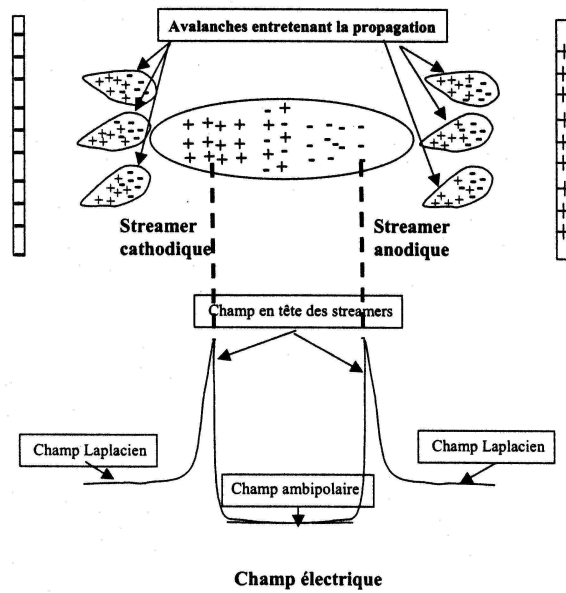 Avalanches entretenant la propagation
Streamer
cathodique
Streamer
anodique
Champ en tête des streamers
Champ Laplacien
Champ Laplacien
Champ ambipolaire
Champ électrique